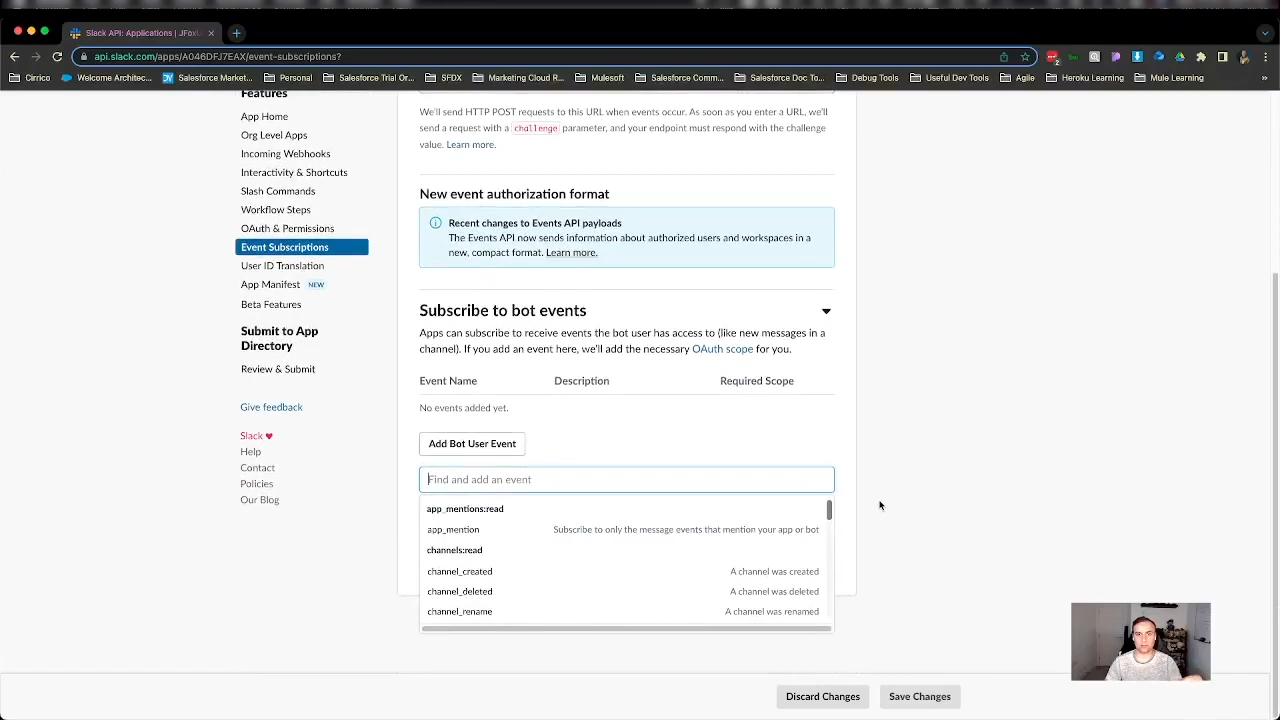 Slack API: Applications | JFoxl
api.slack.com/apps/A046DFJ7EAX/event-subscriptions?
Cirrico
Welcome Architec...
Salesforce Market...
Personal
Salesforce Trial Or...
SFDX
Marketing Cloud R...
Mulesoft
Salesforce Comm...
Salesforce Doc To...
Debug Tools
Useful Dev Tools
Agile
Heroku Learning
Mule Learning
Features
App Home
Org Level Apps
Incoming Webhooks
Interactivity & Shortcuts
Slash Commands
Workflow Steps
OAuth & Permissions
Event Subscriptions
User ID Translation
App Manifest NEW
Beta Features
Submit to App
Directory
Review & Submit
Give feedback
Slack ♥
Help
Contact
Policies
Our Blog
We'll send HTTP POST requests to this URL when events occur. As soon as you enter a URL, we'll
send a request with a challenge parameter, and your endpoint must respond with the challenge
value. Learn more.
New event authorization format
Recent changes to Events API payloads
The Events API now sends information about authorized users and workspaces in a
new, compact format. Learn more.
Subscribe to bot events
Apps can subscribe to receive events the bot user has access to (like new messages in a
channel). If you add an event here, we'll add the necessary OAuth scope for you.
Event Name Description Required Scope
No events added yet.
Add Bot User Event
Find and add an event
app_mentions:read
app_mention Subscribe to only the message events that mention your app or bot
channels:read
channel_created A channel was created
channel_deleted A channel was deleted
channel_rename A channel was renamed
Discard Changes
Save Changes